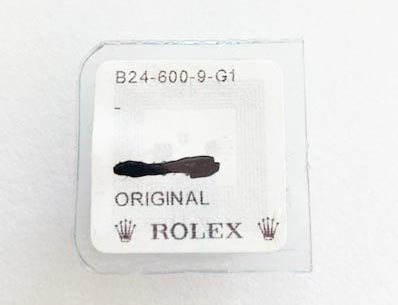 B24-600-9-G1
-
ORIGINAL
ROLEX